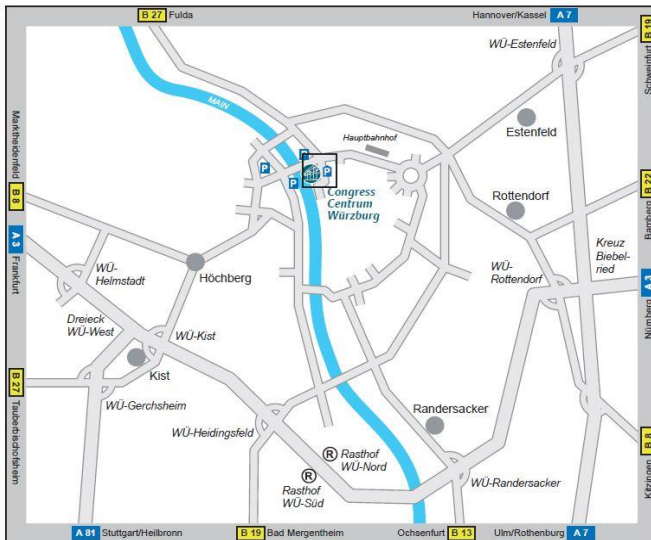 B 27 Fulda
Hannover/Kassel A 7
B 19
Schweinfurt
WÜ-Estenfeld
MAIN
Marktheidenfeld
B 8
Hauptbahnhof
Estenfeld
P
P
P
P
Congress
Centrum
Würzburg
Rottendorf
B 22
Bamberg
A 3
Frankfurt
Kreuz
Biebel-
ried
WÜ-
Helmstadt
Höchberg
WÜ-
Rottendorf
A 3
Nürnberg
Dreieck
WÜ-West
WÜ-Kist
Kist
B 27
Tauberbischofsheim
WÜ-Gerchsheim
WÜ-Heidingsfeld
Randersacker
B 8
Kitzingen
R Rasthof
WÜ-Nord
R
Rasthof
WÜ-Süd
WÜ-Randersacker
A 81 Stuttgart/Heilbronn
B 19 Bad Mergentheim
Ochsenfurt B 13
Ulm/Rothenburg A 7